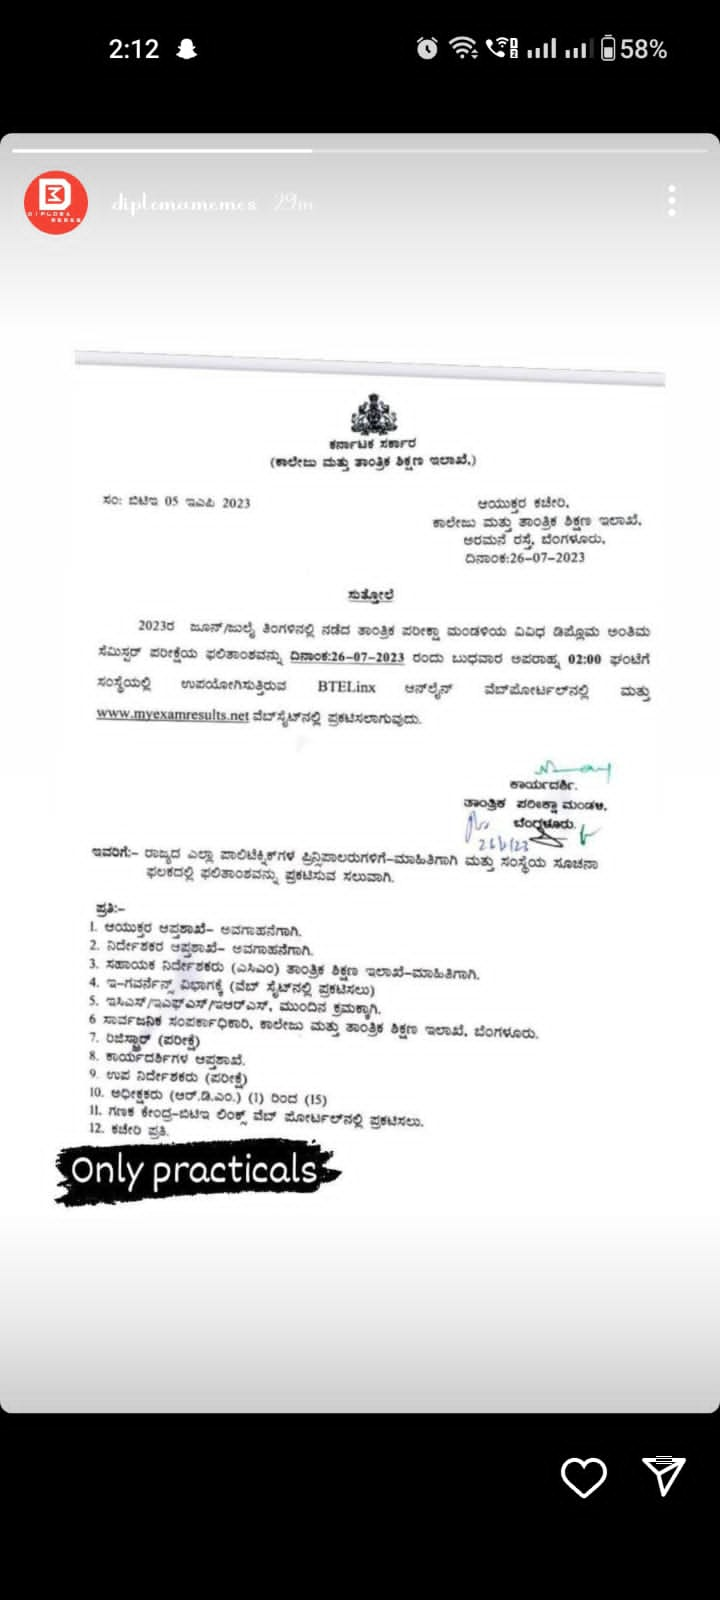 2:12
58%
diplomamemes 29m
ಕರ್ನಾಟಕ ಸರ್ಕಾರ
(ಕಾಲೇಜು ಮತ್ತು ತಾಂತ್ರಿಕ ಶಿಕ್ಷಣ ಇಲಾಖೆ,)
ಸಂ: ಬಿಟಿಇ 05 ಇಎಪಿ 2023
ಆಯುಕ್ತರ ಕಚೇರಿ,
ಕಾಲೇಜು ಮತ್ತು ತಾಂತ್ರಿಕ ಶಿಕ್ಷಣ ಇಲಾಖೆ,
ಅರಮನೆ ರಸ್ತೆ, ಬೆಂಗಳೂರು,
ದಿನಾಂಕ:26-07-2023
ಸುತ್ತೋಲೆ
2023ರ ಜೂನ್/ಜುಲೈ ತಿಂಗಳಿನಲ್ಲಿ ನಡೆದ ತಾಂತ್ರಿಕ ಪರೀಕ್ಷಾ ಮಂಡಳಿಯ ವಿವಿಧ ಡಿಪ್ಲೊಮ ಅಂತಿಮ
ಸೆಮಿಸ್ಟರ್ ಪರೀಕ್ಷೆಯ ಫಲಿತಾಂಶವನ್ನು ದಿನಾಂಕ:26-07-2023 ರಂದು ಬುಧವಾರ ಅಪರಾಹ್ನ 02:00 ಘಂಟೆಗೆ
ಸಂಸ್ಥೆಯಲ್ಲಿ ಉಪಯೋಗಿಸುತ್ತಿರುವ BTELinx ಆನ್‌ಲೈನ್ ವೆಬ್‌ಪೋರ್ಟಲ್‌ನಲ್ಲಿ ಮತ್ತು
www.myexamresults.net ವೆಬ್‌ಸೈಟ್‌ನಲ್ಲಿ ಪ್ರಕಟಿಸಲಾಗುವುದು.
ಕಾರ್ಯದರ್ಶಿ.
ತಾಂತ್ರಿಕ ಪರೀಕ್ಷಾ ಮಂಡಳಿ,
ಬೆಂಗಳೂರು.
ಇವರಿಗೆ:- ರಾಜ್ಯದ ಎಲ್ಲಾ ಪಾಲಿಟೆಕ್ನಿಕ್‌ಗಳ ಪ್ರಿನ್ಸಿಪಾಲರುಗಳಿಗೆ-ಮಾಹಿತಿಗಾಗಿ ಮತ್ತು ಸಂಸ್ಥೆಯ ಸೂಚನಾ
ಫಲಕದಲ್ಲಿ ಫಲಿತಾಂಶವನ್ನು ಪ್ರಕಟಿಸುವ ಸಲುವಾಗಿ.
ಪ್ರತಿ:-
1. ಆಯುಕ್ತರ ಆಪ್ತಶಾಖೆ- ಅವಗಾಹನೆಗಾಗಿ.
2. ನಿರ್ದೇಶಕರ ಆಪ್ತಶಾಖೆ- ಅವಗಾಹನೆಗಾಗಿ.
3. ಸಹಾಯಕ ನಿರ್ದೇಶಕರು (ಎಸಿಎಂ) ತಾಂತ್ರಿಕ ಶಿಕ್ಷಣ ಇಲಾಖೆ-ಮಾಹಿತಿಗಾಗಿ.
4. ಇ-ಗವರ್ನೆನ್ಸ್ ವಿಭಾಗಕ್ಕೆ (ವೆಬ್ ಸೈಟ್‌ನಲ್ಲಿ ಪ್ರಕಟಿಸಲು)
5. ಇಸಿಎಸ್/ಇಎಫ್‌ಎಸ್/ಇಆರ್‌ಎಸ್, ಮುಂದಿನ ಕ್ರಮಕ್ಕಾಗಿ.
6 ಸಾರ್ವಜನಿಕ ಸಂಪರ್ಕಾಧಿಕಾರಿ, ಕಾಲೇಜು ಮತ್ತು ತಾಂತ್ರಿಕ ಶಿಕ್ಷಣ ಇಲಾಖೆ, ಬೆಂಗಳೂರು.
7. ರಿಜಿಸ್ಟ್ರಾರ್ (ಪರೀಕ್ಷೆ)
8. ಕಾರ್ಯದರ್ಶಿಗಳ ಆಪ್ತಶಾಖೆ.
9. ಉಪ ನಿರ್ದೇಶಕರು (ಪರೀಕ್ಷೆ)
10. ಅಧೀಕ್ಷಕರು (ಆರ್.ಡಿ.ಎಂ.) (1) ರಿಂದ (15)
11. ಗಣಕ ಕೇಂದ್ರ-ಬಿಟಿಇ ಲಿಂಕ್ಸ್ ವೆಬ್ ಪೋರ್ಟಲ್‌ನಲ್ಲಿ ಪ್ರಕಟಿಸಲು.
12. ಕಚೇರಿ ಪ್ರತಿ.
Only practicals